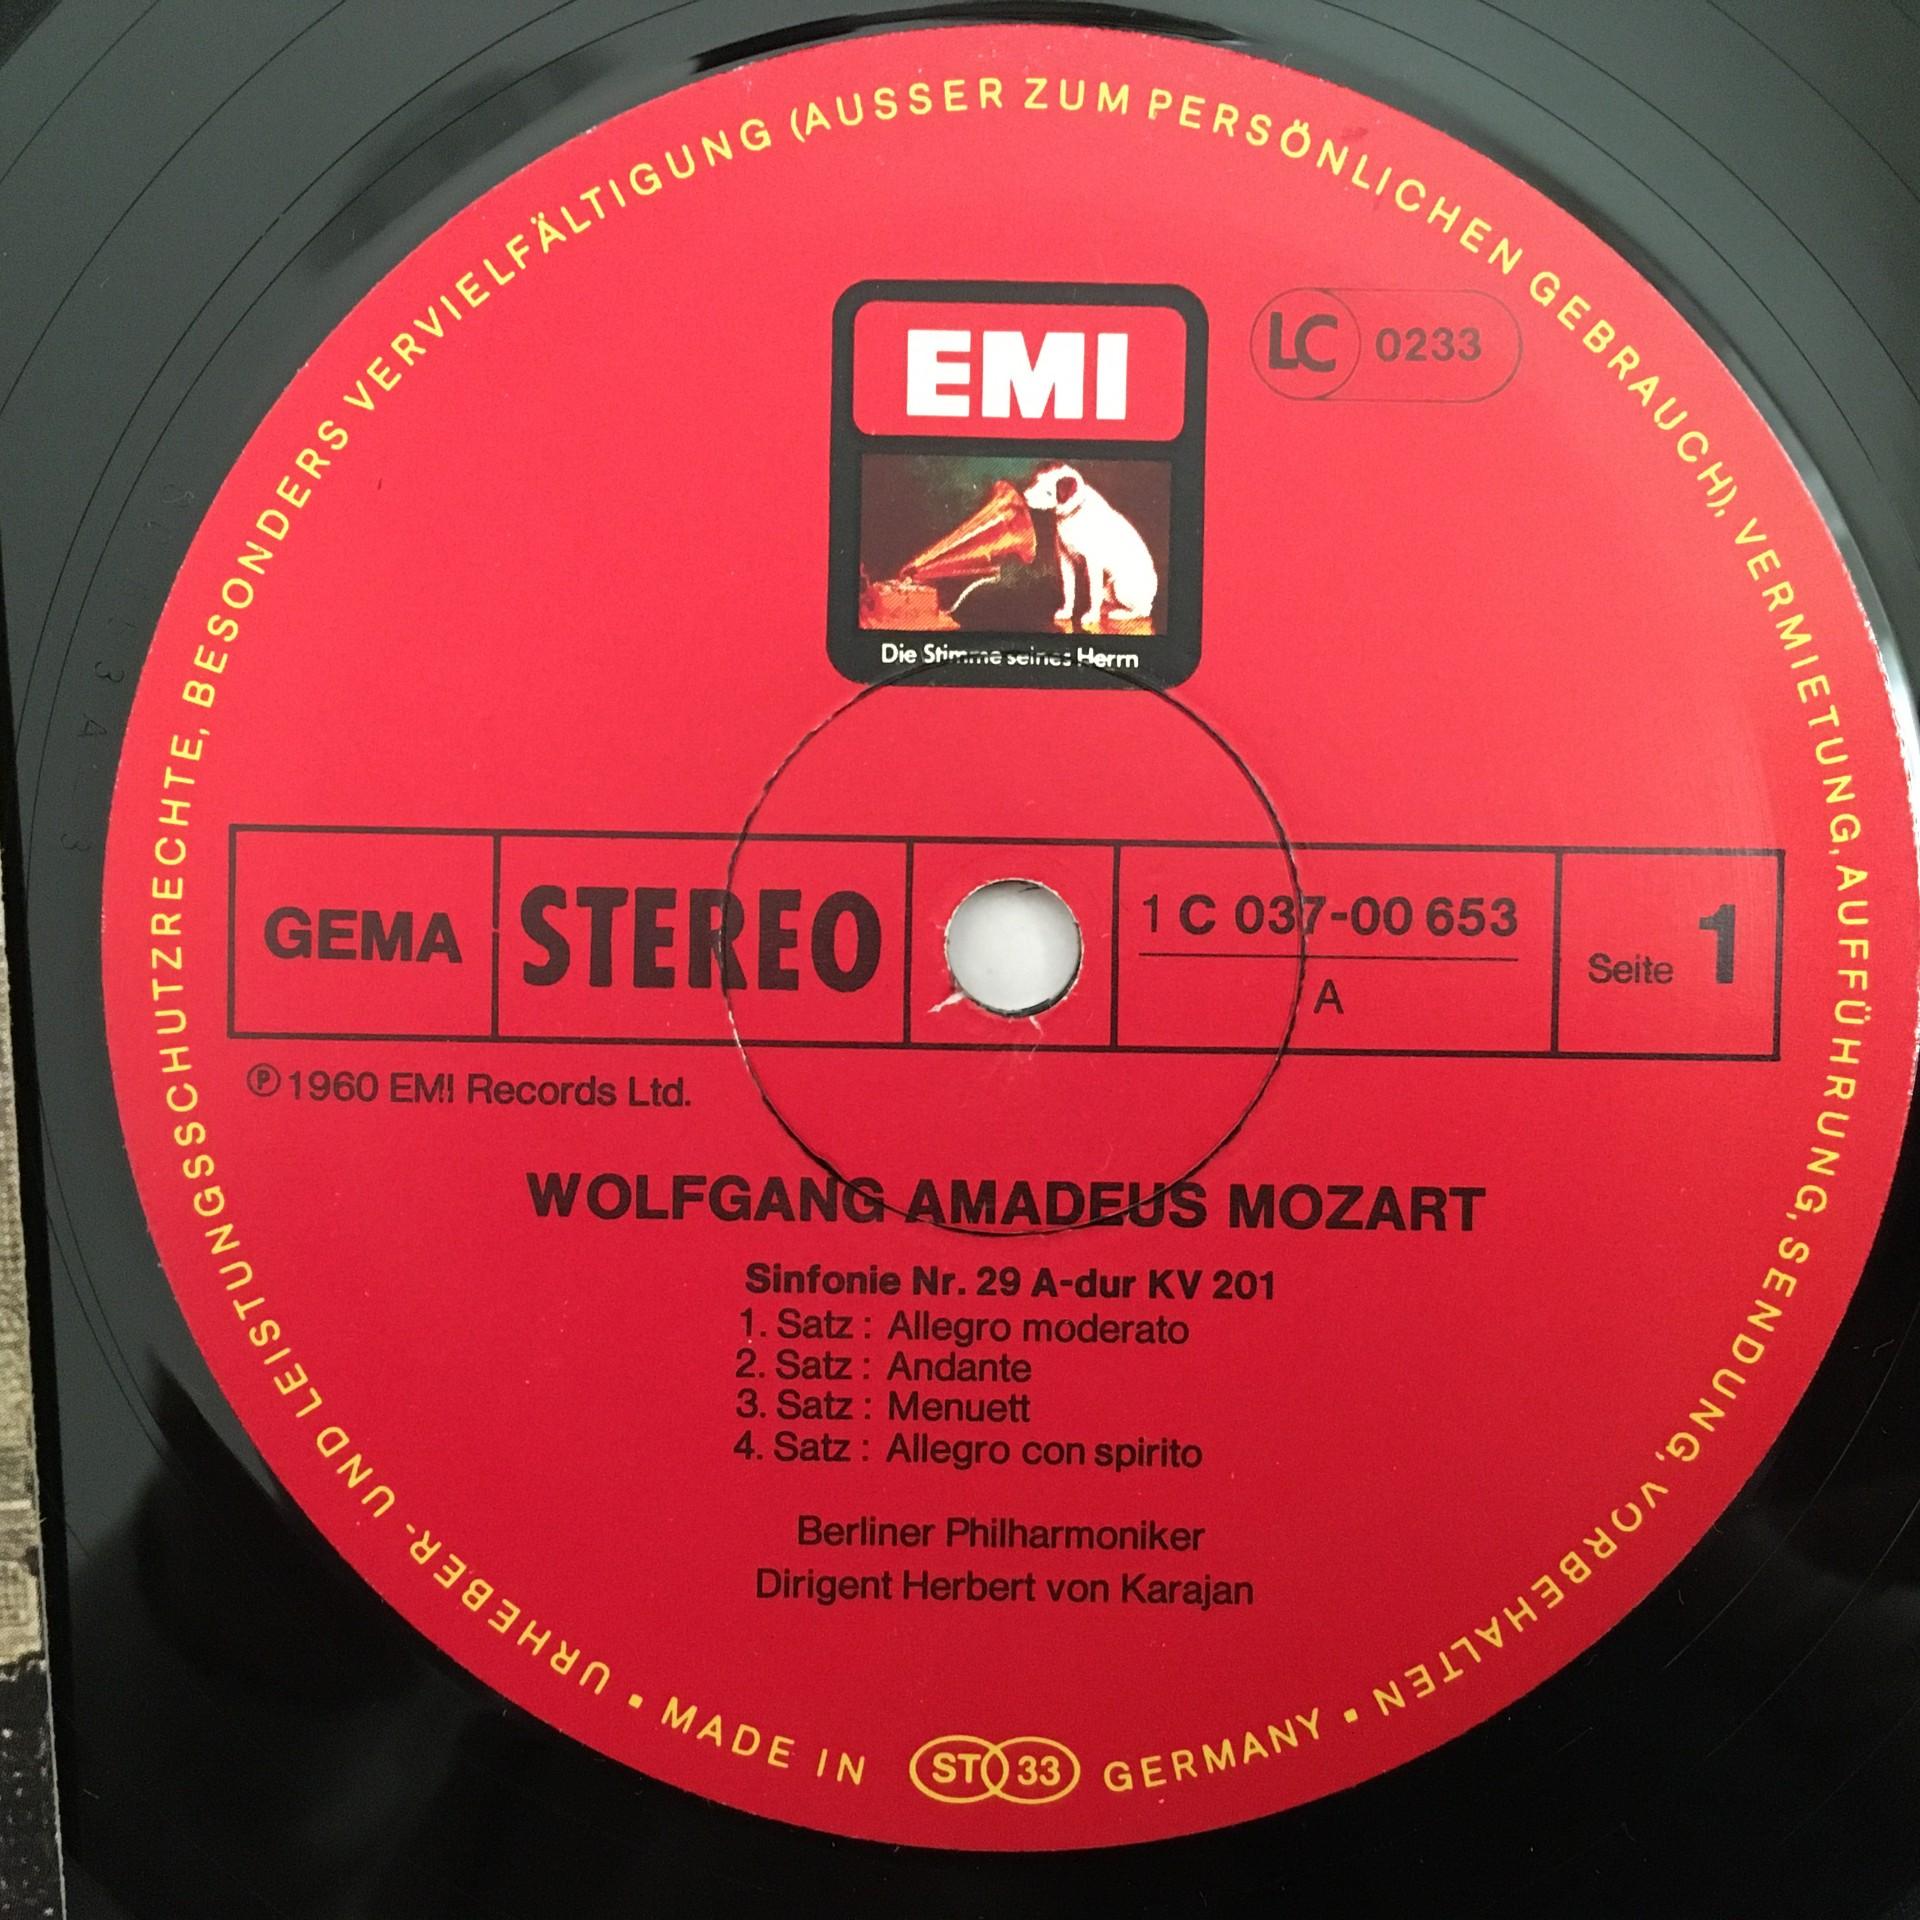 URHEBER- UND LEISTUNGSSCHUTZRECHTE, BESONDERS VERVIELFÄLTIGUNG (AUSSER ZUM PERSÖNLICHEN GEBRAUCH), VERMIETUNG, AUFFÜHRUNG, SENDUNG, VORBEHALTEN
EMI
LC 0233
Die Stimme seines Herrn
GEMA
STEREO
1 C 037-00 653
A
Seite 1
℗ 1960 EMI Records Ltd.
WOLFGANG AMADEUS MOZART
Sinfonie Nr. 29 A-dur KV 201
1. Satz : Allegro moderato
2. Satz : Andante
3. Satz : Menuett
4. Satz : Allegro con spirito
Berliner Philharmoniker
Dirigent Herbert von Karajan
▪ MADE IN ST 33 GERMANY ▪